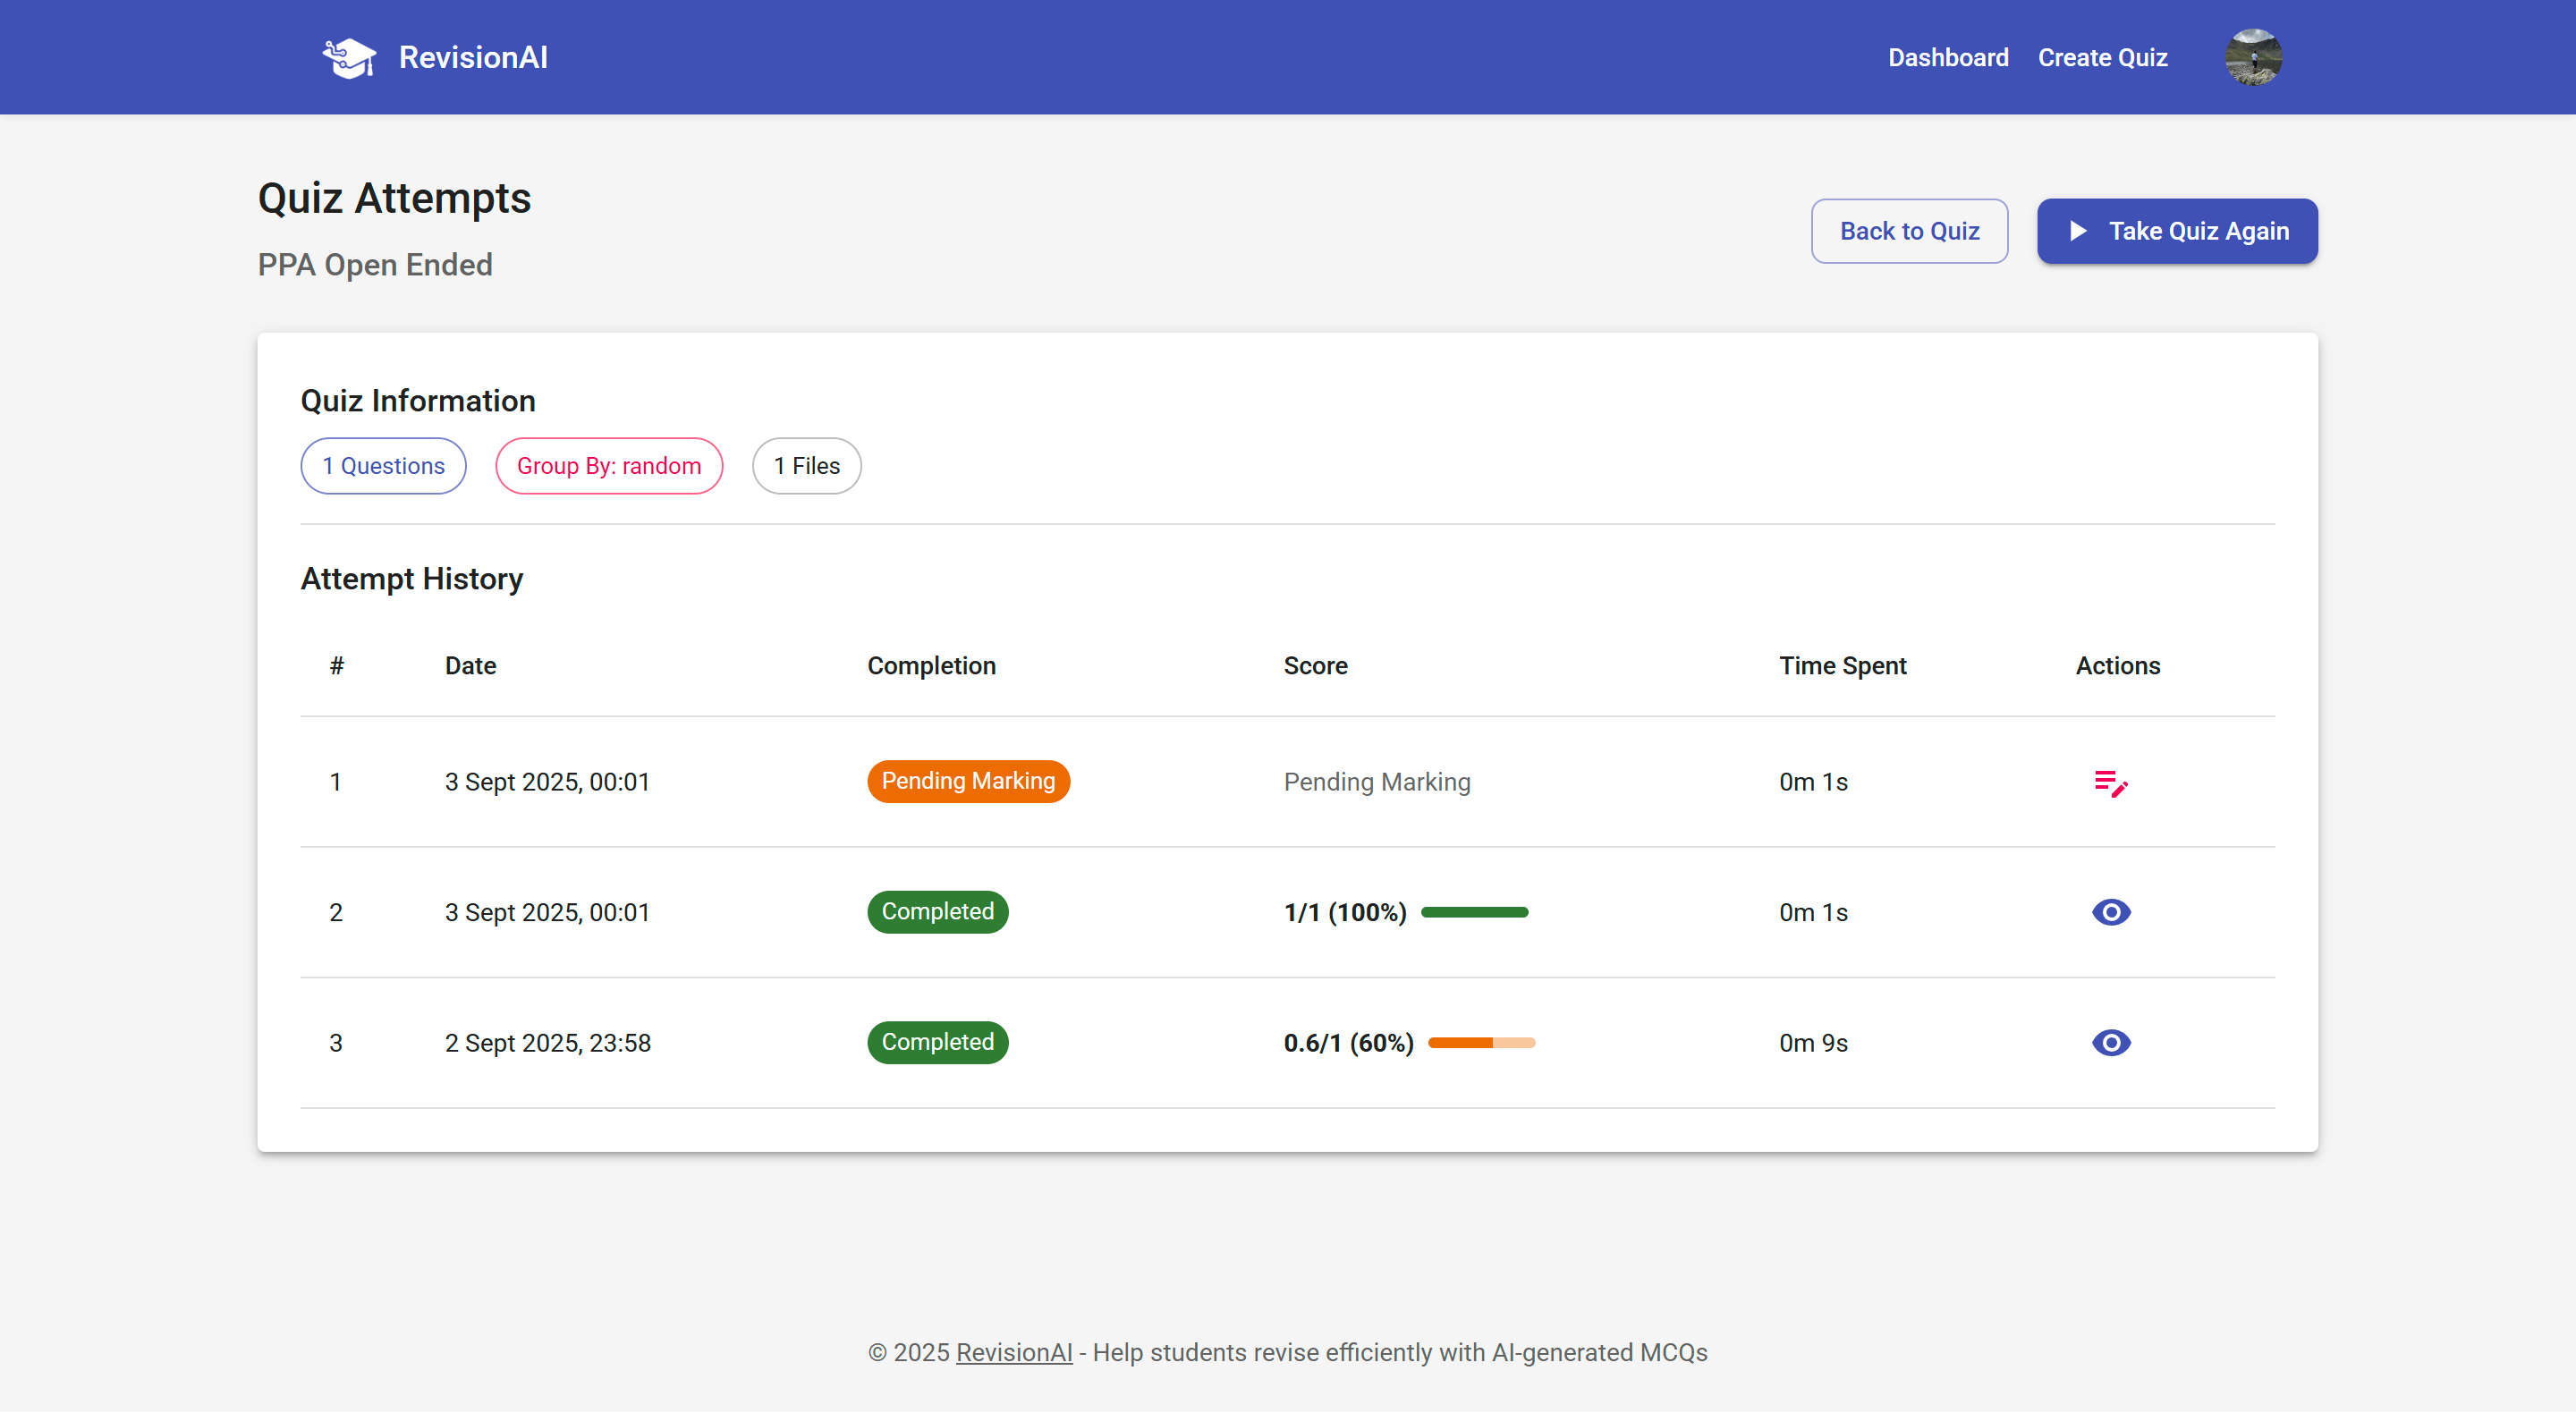 RevisionAI
Dashboard Create Quiz
Quiz Attempts
PPA Open Ended
Back to Quiz
Take Quiz Again
Quiz Information
1 Questions Group By: random 1 Files
Attempt History
# Date Completion Score Time Spent Actions
1 3 Sept 2025, 00:01 Pending Marking Pending Marking 0m 1s
2 3 Sept 2025, 00:01 Completed 1/1 (100%) 0m 1s
3 2 Sept 2025, 23:58 Completed 0.6/1 (60%) 0m 9s
© 2025 RevisionAI - Help students revise efficiently with AI-generated MCQs